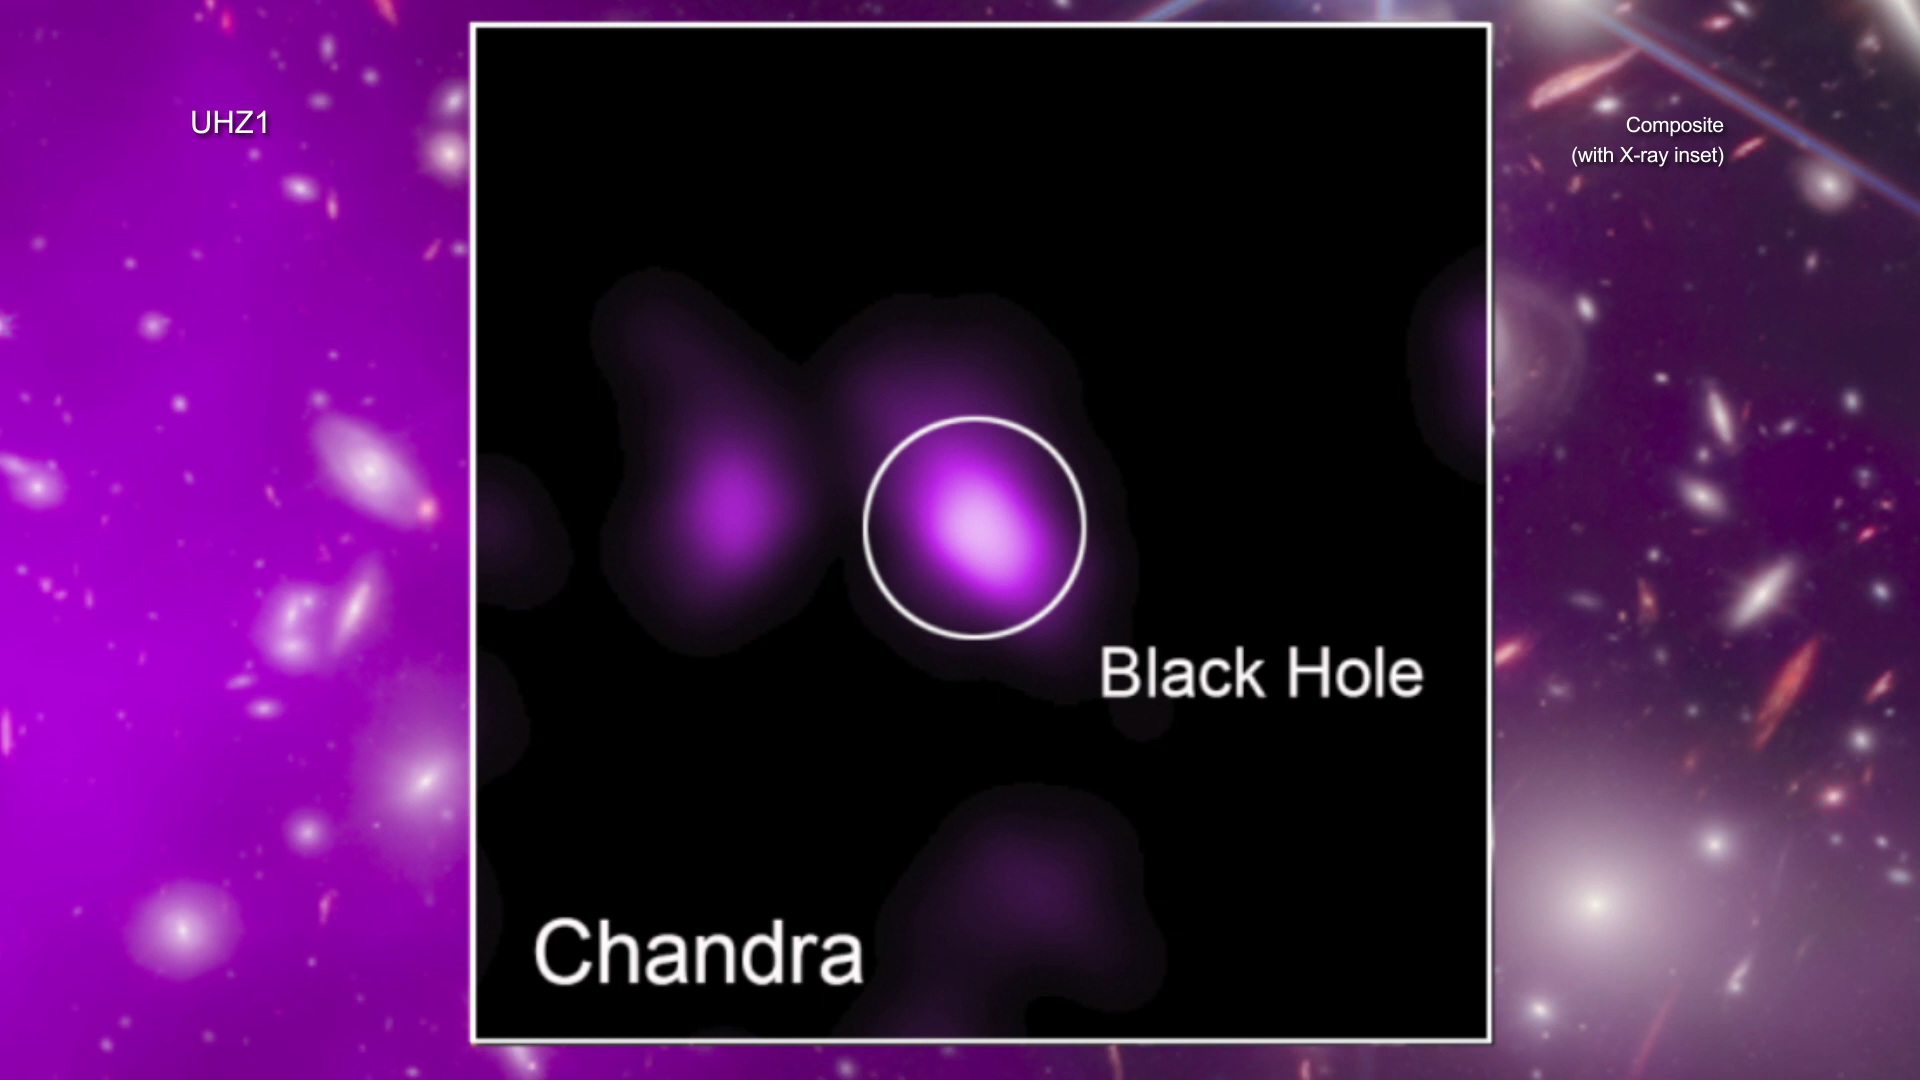 UHZ1
Composite
(with X-ray inset)
Black Hole
Chandra